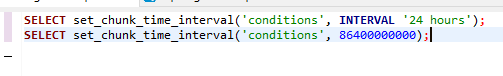 SELECT set_chunk_time_interval('conditions', INTERVAL '24 hours');
SELECT set_chunk_time_interval('conditions', 86400000000);